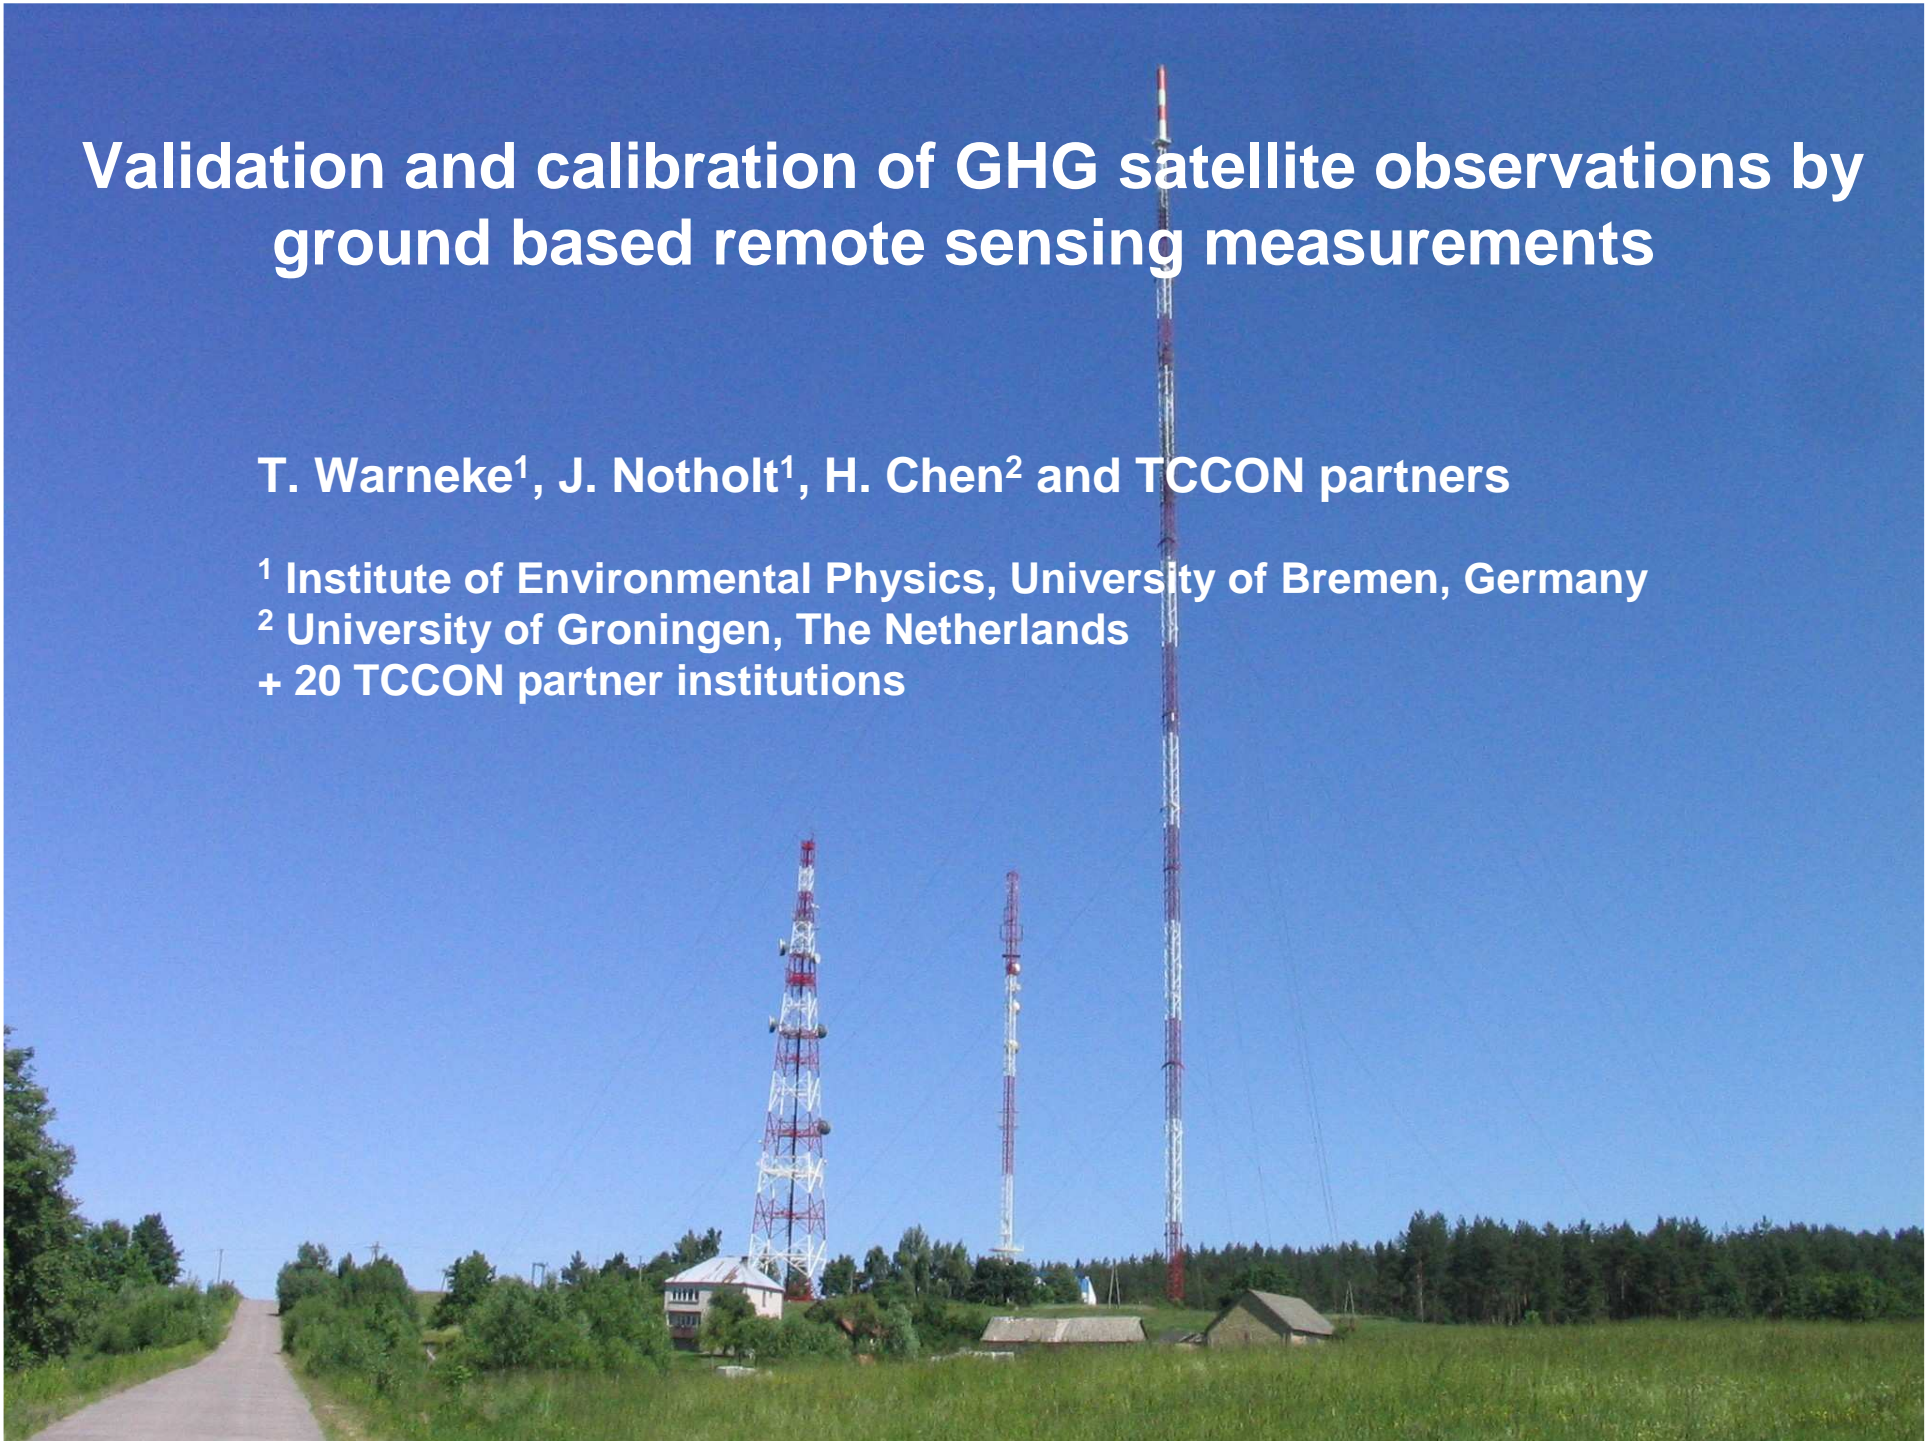 Validation and calibration of GHG satellite observations by
ground based remote sensing measurements
T. Warneke¹, J. Notholt¹, H. Chen² and TCCON partners
¹ Institute of Environmental Physics, University of Bremen, Germany
² University of Groningen, The Netherlands
+ 20 TCCON partner institutions